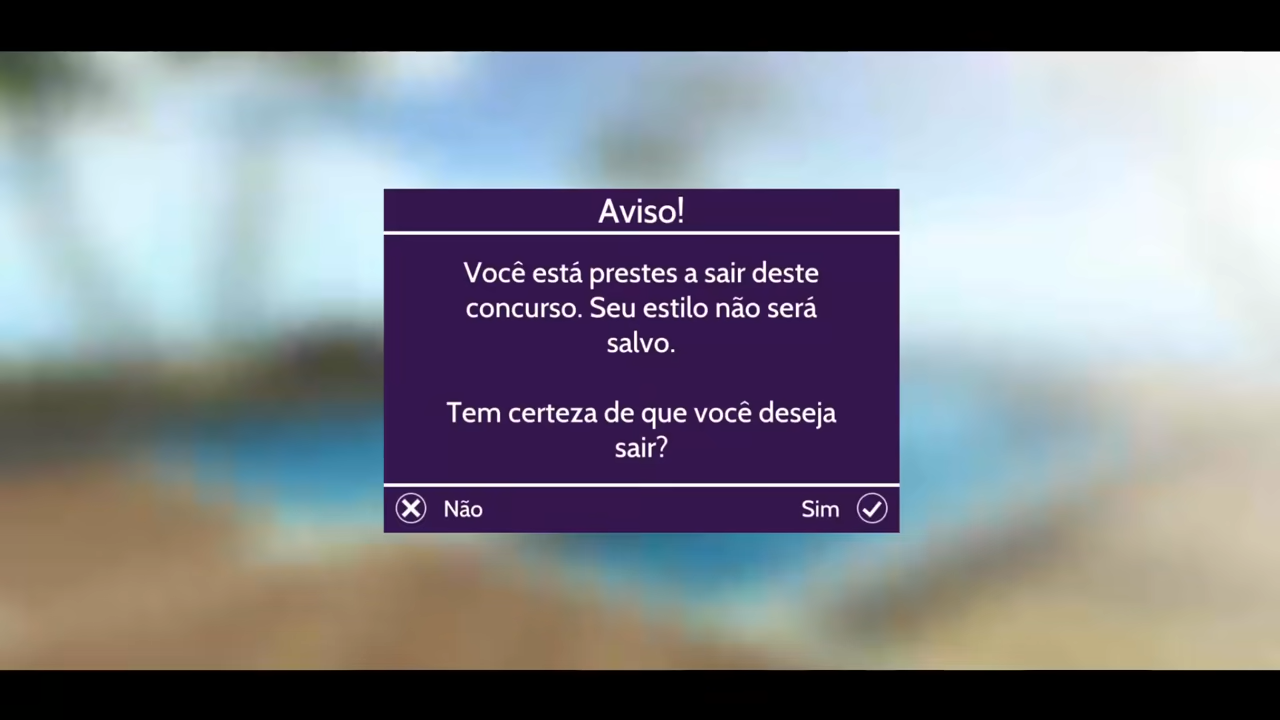 Aviso!
Você está prestes a sair deste
concurso. Seu estilo não será
salvo.
Tem certeza de que você deseja
sair?
Não
Sim